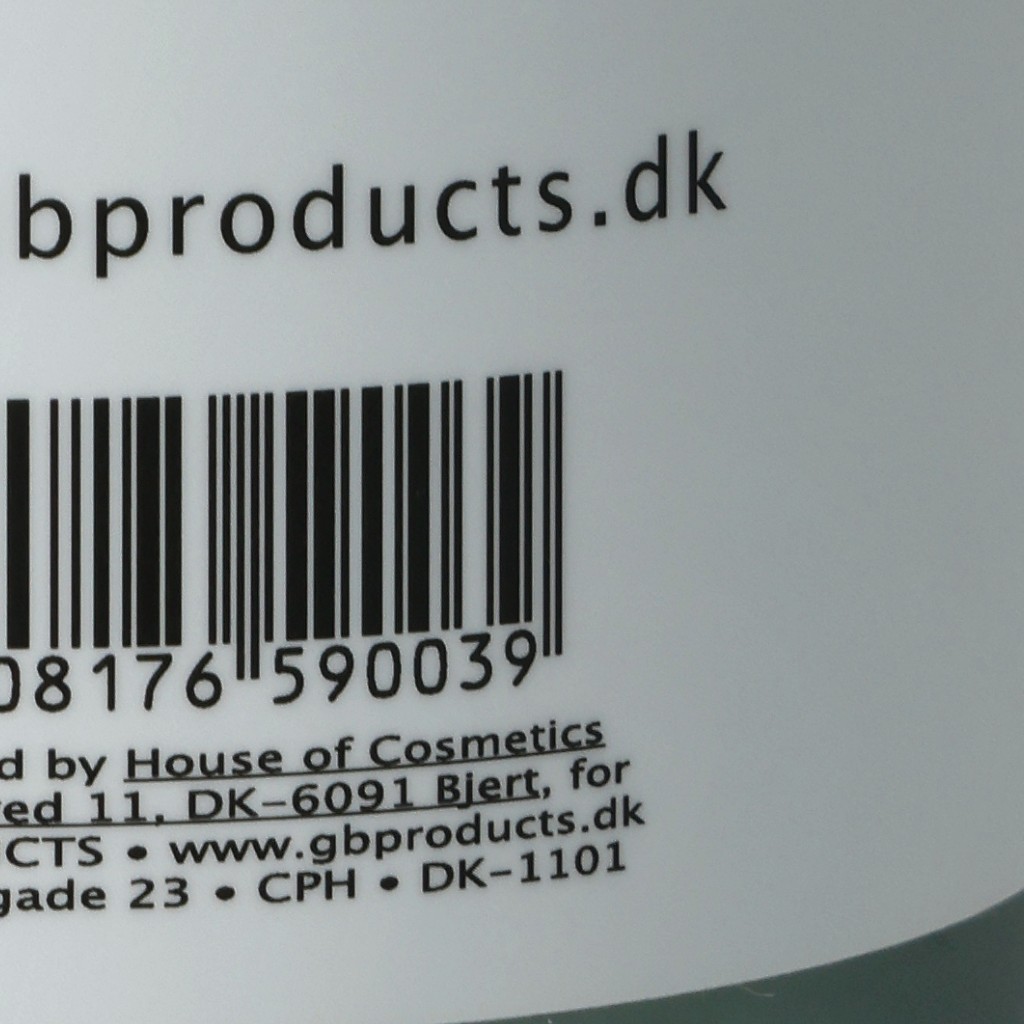 bproducts.dk
08176 590039
d by House of Cosmetics
ed 11, DK-6091 Bjert, for
CTS • www.gbproducts.dk
gade 23 • CPH • DK-1101